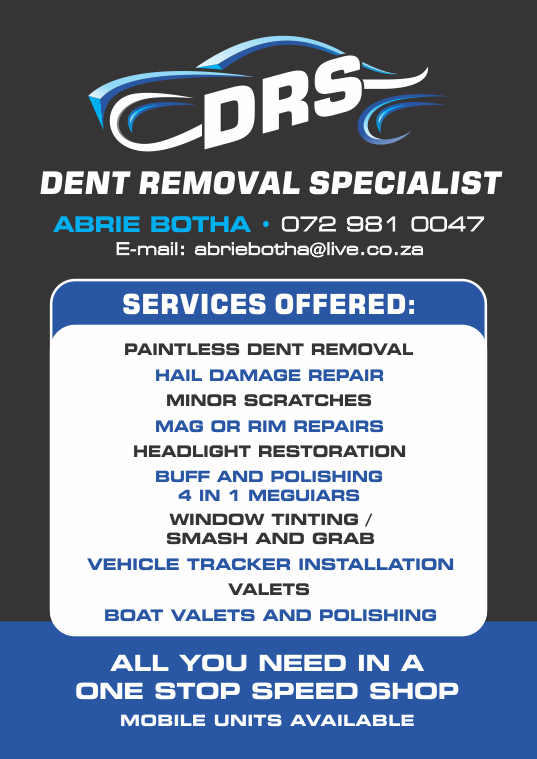 DRS
DENT REMOVAL SPECIALIST
ABRIE BOTHA • 072 981 0047
E-mail: abriebotha@live.co.za
SERVICES OFFERED:
PAINTLESS DENT REMOVAL
HAIL DAMAGE REPAIR
MINOR SCRATCHES
MAG OR RIM REPAIRS
HEADLIGHT RESTORATION
BUFF AND POLISHING
4 IN 1 MEGUIARS
WINDOW TINTING /
SMASH AND GRAB
VEHICLE TRACKER INSTALLATION
VALETS
BOAT VALETS AND POLISHING
ALL YOU NEED IN A
ONE STOP SPEED SHOP
MOBILE UNITS AVAILABLE